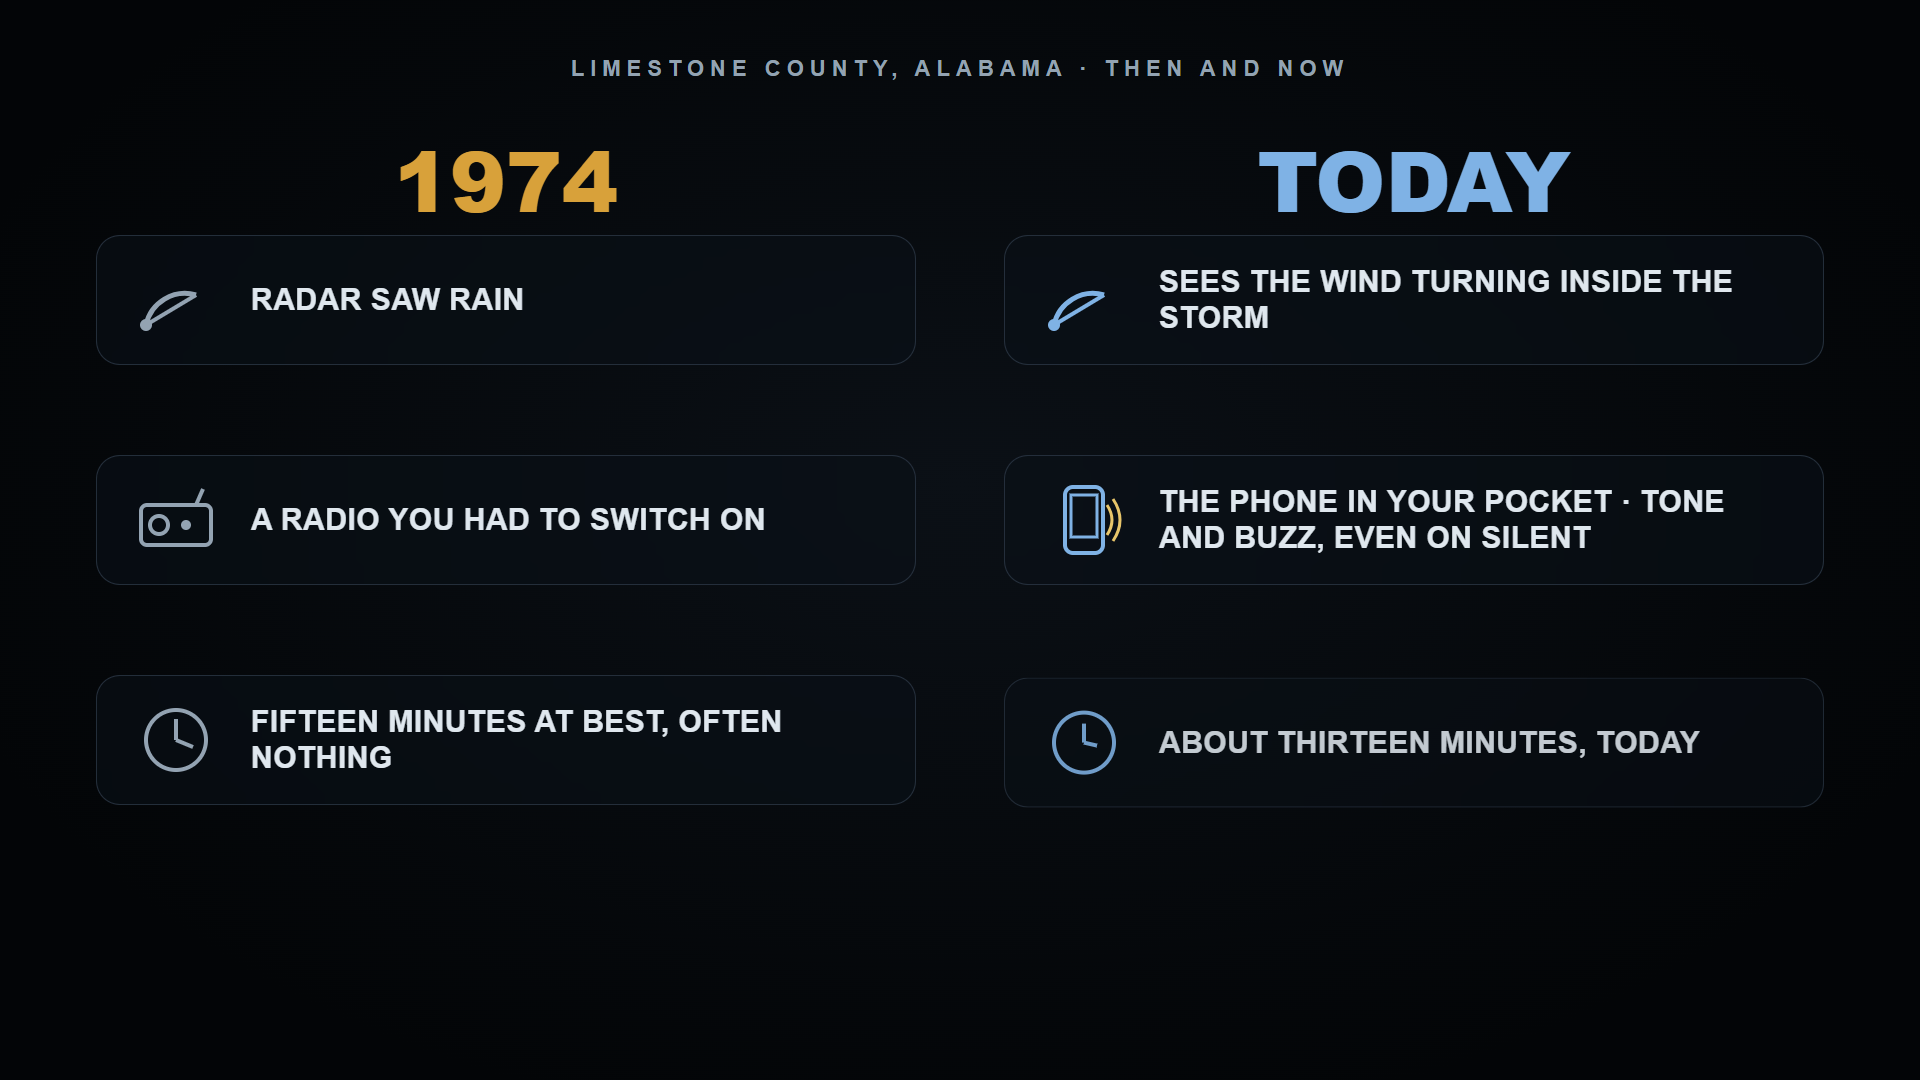 LIMESTONE COUNTY, ALABAMA · THEN AND NOW
1974
TODAY
RADAR SAW RAIN
SEES THE WIND TURNING INSIDE THE
STORM
A RADIO YOU HAD TO SWITCH ON
THE PHONE IN YOUR POCKET · TONE
AND BUZZ, EVEN ON SILENT
FIFTEEN MINUTES AT BEST, OFTEN
NOTHING
ABOUT THIRTEEN MINUTES, TODAY